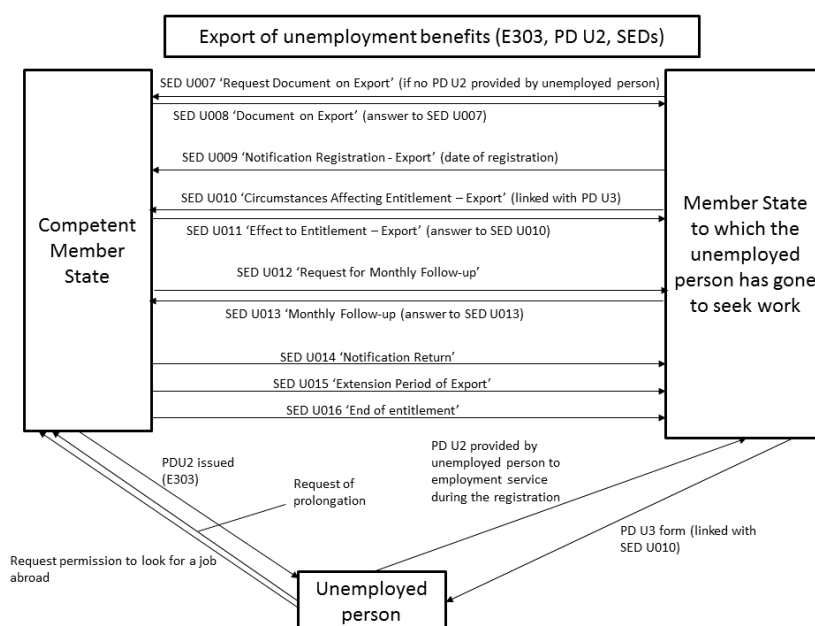 Export of unemployment benefits (E303, PD U2, SEDs)
SED U007 ‘Request Document on Export’ (if no PD U2 provided by unemployed person)
SED U008 ‘Document on Export’ (answer to SED U007)
SED U009 ‘Notification Registration - Export’ (date of registration)
SED U010 ‘Circumstances Affecting Entitlement – Export’ (linked with PD U3)
SED U011 ‘Effect to Entitlement – Export’ (answer to SED U010)
SED U012 ‘Request for Monthly Follow-up’
SED U013 ‘Monthly Follow-up (answer to SED U013)
SED U014 ‘Notification Return’
SED U015 ‘Extension Period of Export’
SED U016 ‘End of entitlement’
Competent
Member
State
Member State
to which the
unemployed
person has gone
to seek work
PDU2 issued
(E303)
Request of
prolongation
PD U2 provided by
unemployed person to
employment service
during the registration
PD U3 form (linked with
SED U010)
Request permission to look for a job
abroad
Unemployed
person